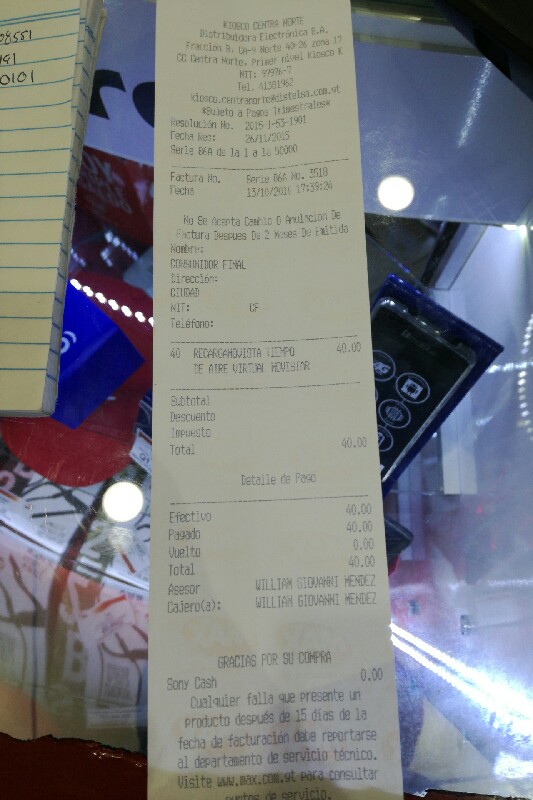 08551
491
0101
KIOSCO CENTRA NORTE
Distribuidora Electrónica S.A.
Fracción B, CA-9 Norte 40-26 zona 17
CC Centra Norte, Primer nivel Kiosco K
NIT: 97976-7
Tel. 61381962
kiosco.centranorte@distelsa.com.gt
*Sujeto a Pagos Trimestrales*
Resolución No. 2015 1-53-1901
Fecha Res: 26/11/2015
Serie B6A de la 1 a la 50000
Factura No. Serie B6A No. 3518
Fecha 13/10/2016 17:39:24
No Se Acepta Cambio O Anulacion De
Factura Despues De 2 Meses De Emitida
Nombre:
CONSUMIDOR FINAL
Dirección:
CIUDAD
NIT: CF
Teléfono:
40 RECARGAMOVISTA TIEMPO 40.00
DE AIRE VIRTUAL MOVISTAR
Subtotal
Descuento
Impuesto
Total 40.00
Detalle de Pago
Efectivo 40.00
Pagado 40.00
Vuelto 0.00
Total 40.00
Asesor WILLIAM GIOVANNI MENDEZ
Cajero(a): WILLIAM GIOVANNI MENDEZ
GRACIAS POR SU COMPRA
Sony Cash 0.00
Cualquier falla que presente un
producto después de 15 días de la
fecha de facturación debe reportarse
al departamento de servicio técnico.
Visite www.max.com.gt para consultar
puntos de servicio.